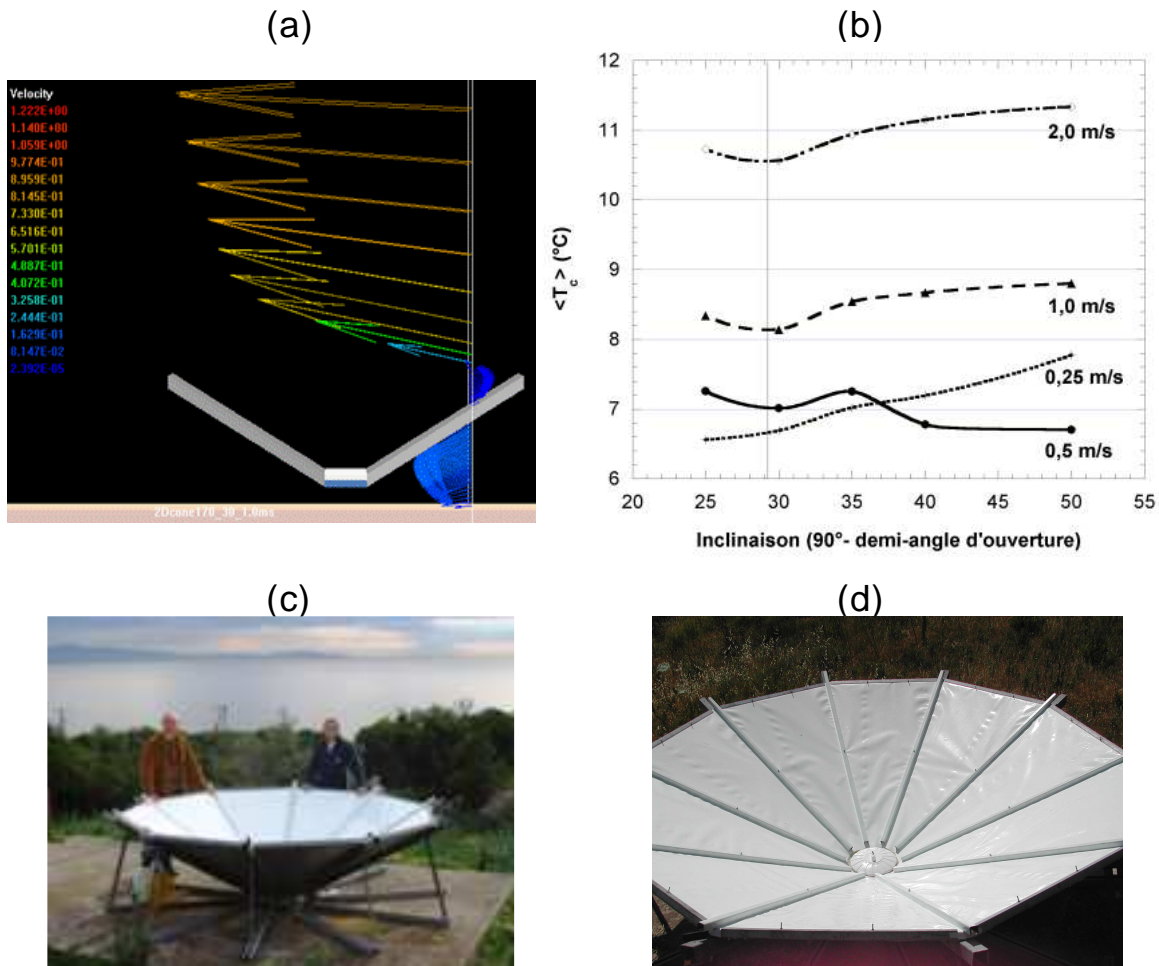 (a)
(b)
Velocity
1.222E+00
1.140E+00
1.059E+00
9.774E-01
8.959E-01
8.145E-01
7.330E-01
6.516E-01
5.701E-01
4.887E-01
4.072E-01
3.258E-01
2.444E-01
1.629E-01
8.147E-02
2.392E-05
2Dcone170_30_1.0ms
12
11
10
9
8
7
6
<T_c> (°C)
2,0 m/s
1,0 m/s
0,25 m/s
0,5 m/s
20 25 30 35 40 45 50 55
Inclinaison (90°- demi-angle d'ouverture)
(c)
(d)